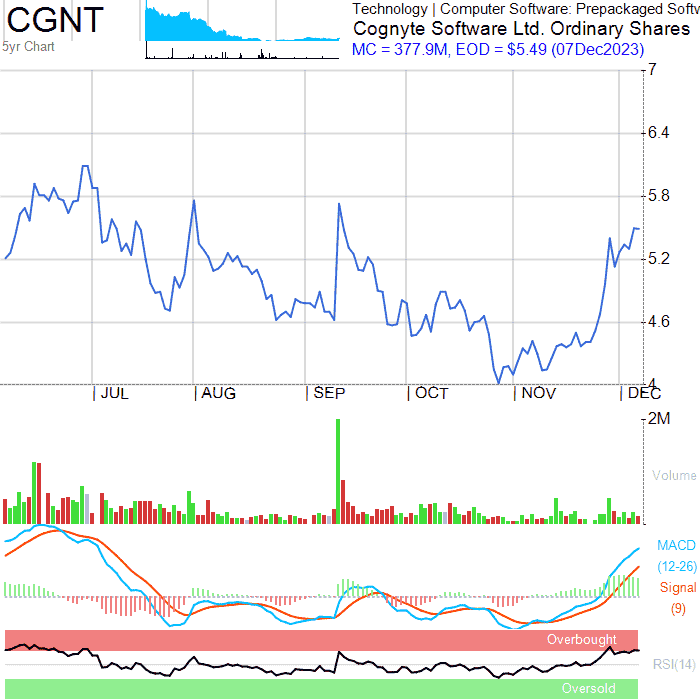 CGNT
5yr Chart
Technology | Computer Software: Prepackaged Softw
Cognyte Software Ltd. Ordinary Shares
MC = 377.9M, EOD = $5.49 (07Dec2023)
7
6.4
5.8
5.2
4.6
4
JUL AUG SEP OCT NOV DEC
2M
Volume
MACD
(12-26)
Signal
(9)
Overbought
RSI(14)
Oversold